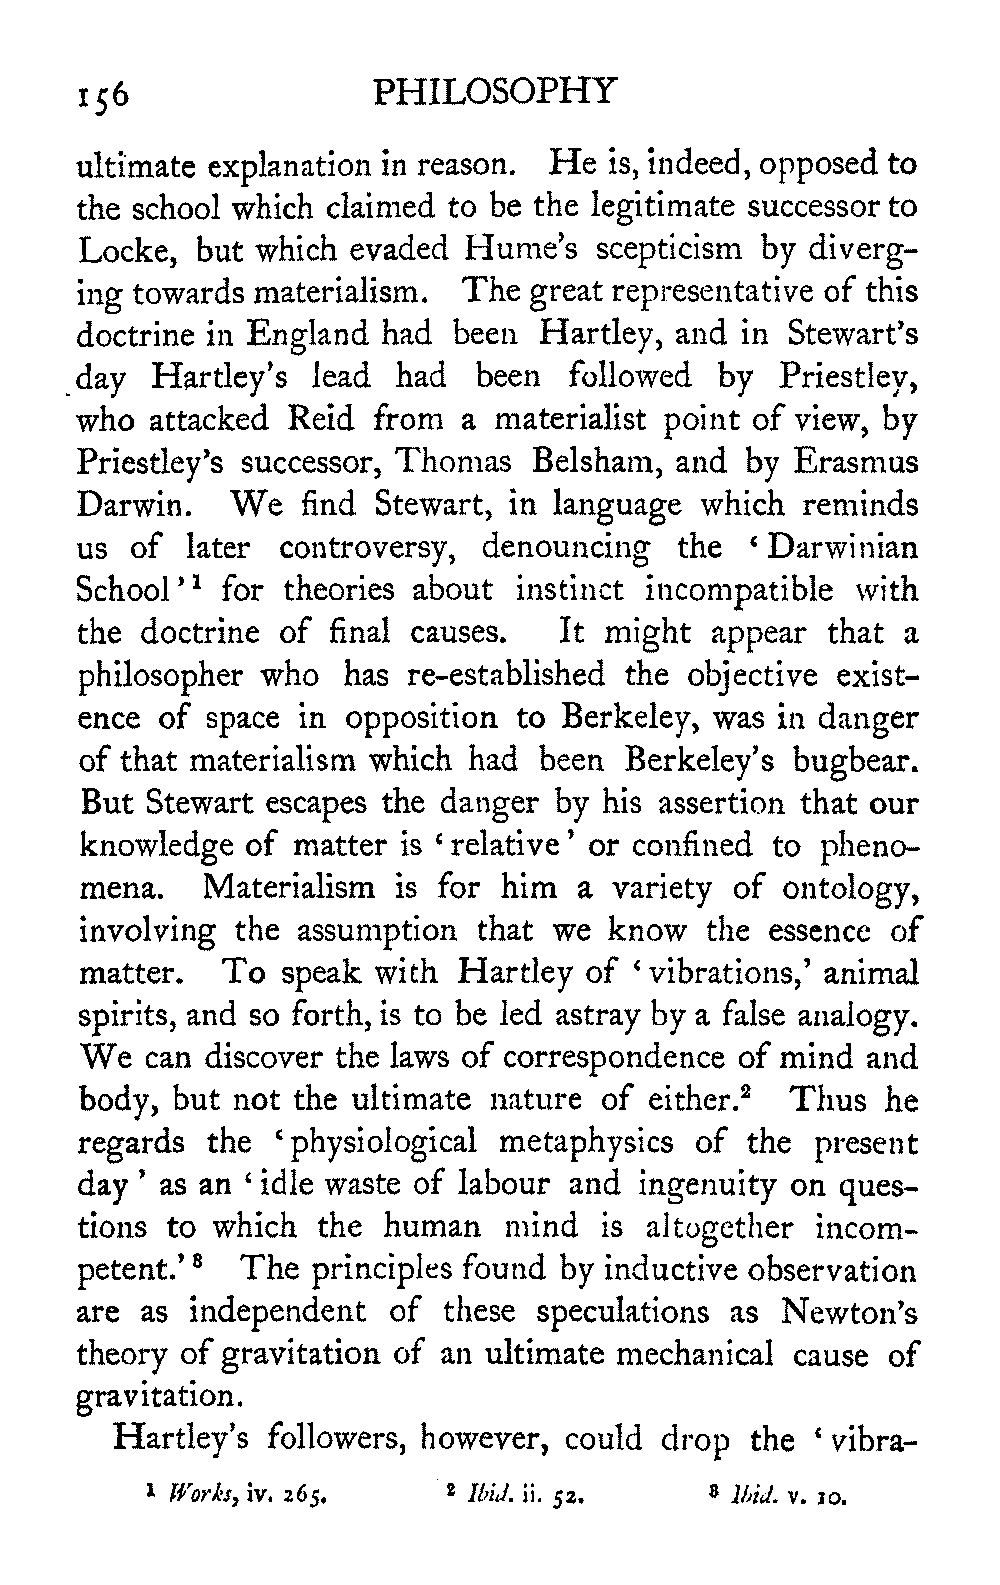 156 PHILOSOPHY
ultimate explanation in reason. He is, indeed, opposed to
the school which claimed to be the legitimate successor to
Locke, but which evaded Hume's scepticism by diverg-
ing towards materialism. The great representative of this
doctrine in England had been Hartley, and in Stewart's
day Hartley's lead had been followed by Priestley,
who attacked Reid from a materialist point of view, by
Priestley's successor, Thomas Belsham, and by Erasmus
Darwin. We find Stewart, in language which reminds
us of later controversy, denouncing the ‘Darwinian
School’¹ for theories about instinct incompatible with
the doctrine of final causes. It might appear that a
philosopher who has re-established the objective exist-
ence of space in opposition to Berkeley, was in danger
of that materialism which had been Berkeley's bugbear.
But Stewart escapes the danger by his assertion that our
knowledge of matter is ‘relative’ or confined to pheno-
mena. Materialism is for him a variety of ontology,
involving the assumption that we know the essence of
matter. To speak with Hartley of ‘vibrations,’ animal
spirits, and so forth, is to be led astray by a false analogy.
We can discover the laws of correspondence of mind and
body, but not the ultimate nature of either.² Thus he
regards the ‘physiological metaphysics of the present
day’ as an ‘idle waste of labour and ingenuity on ques-
tions to which the human mind is altogether incom-
petent.’³ The principles found by inductive observation
are as independent of these speculations as Newton's
theory of gravitation of an ultimate mechanical cause of
gravitation.
Hartley's followers, however, could drop the ‘vibra-
¹ Works, iv. 265. ² Ibid. ii. 52. ³ Ibid. v. 10.